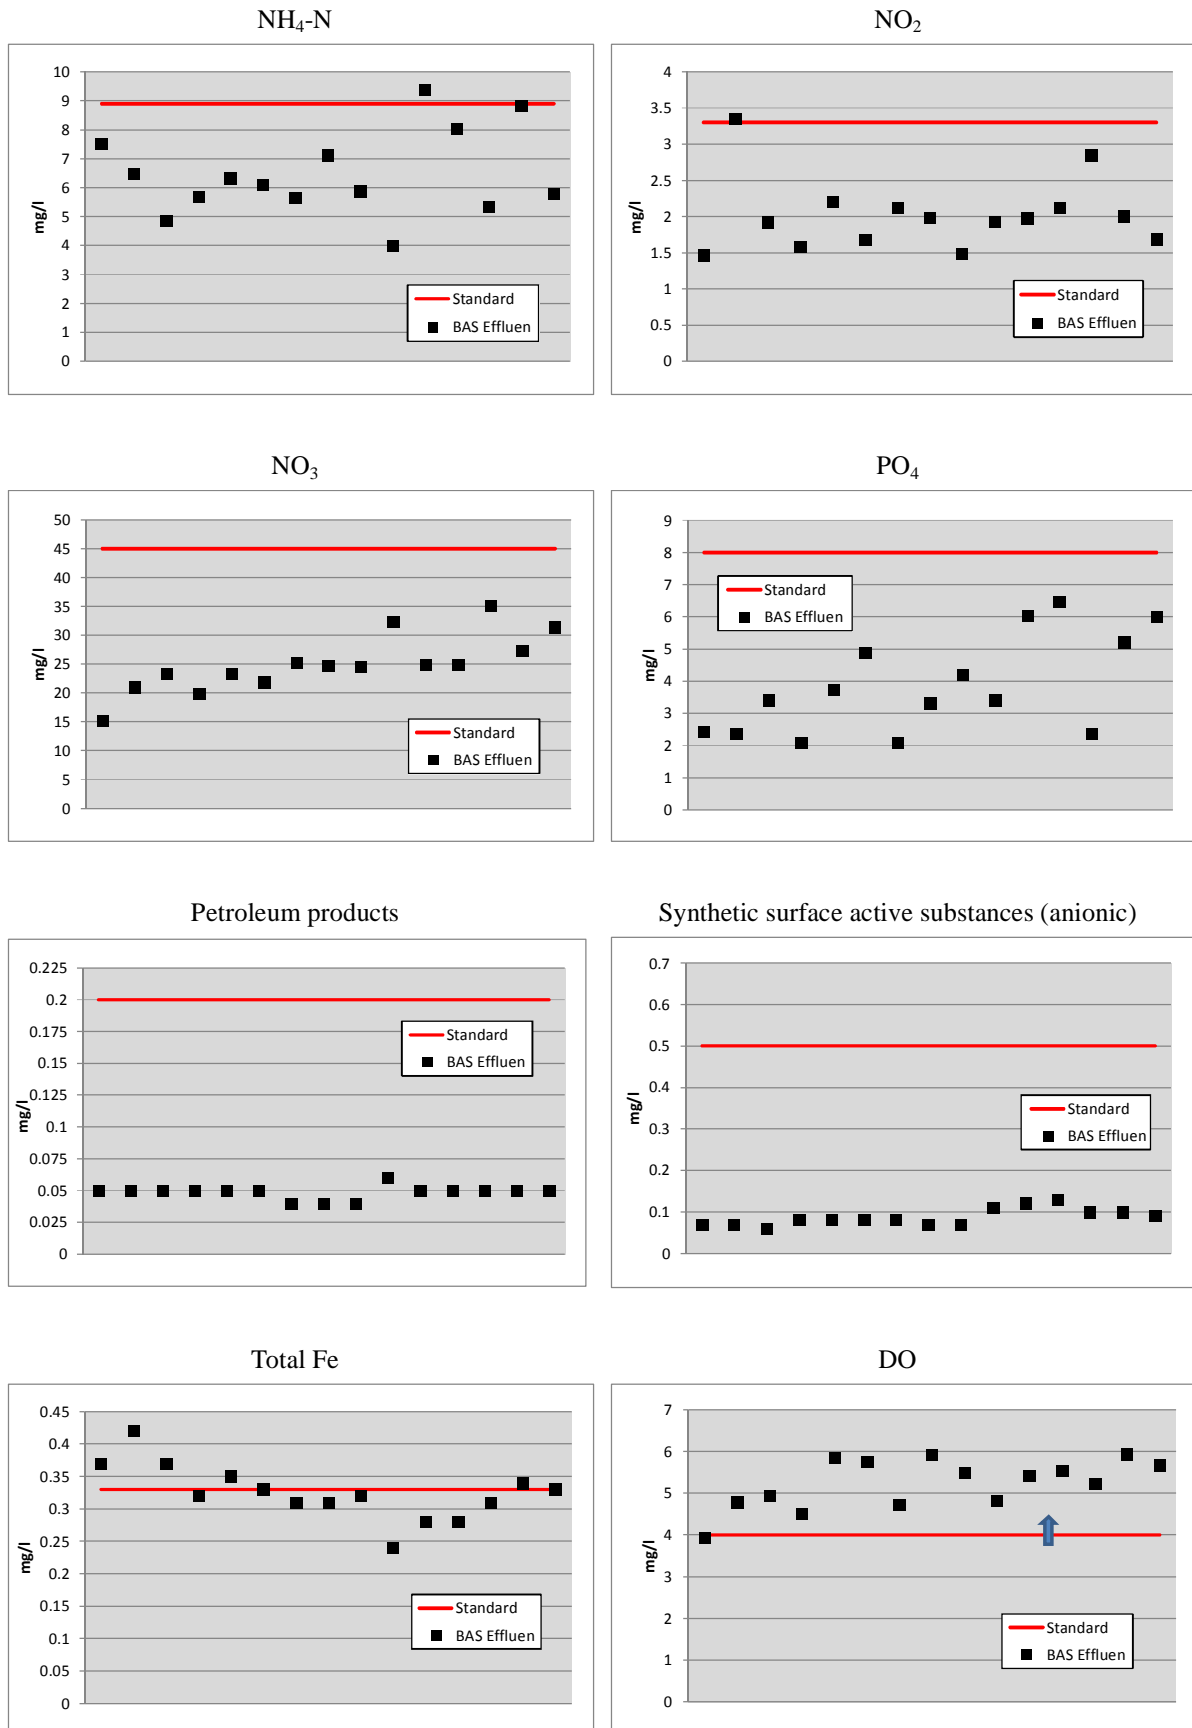 NH₄-N
10
9
8
7
6
5
4
3
2
1
0
mg/l
Standard
BAS Effluen
NO₂
4
3.5
3
2.5
2
1.5
1
0.5
0
mg/l
Standard
BAS Effluen
NO₃
50
45
40
35
30
25
20
15
10
5
0
mg/l
Standard
BAS Effluen
PO₄
9
8
7
6
5
4
3
2
1
0
mg/l
Standard
BAS Effluen
Petroleum products
0.225
0.2
0.175
0.15
0.125
0.1
0.075
0.05
0.025
0
mg/l
Standard
BAS Effluen
Synthetic surface active substances (anionic)
0.7
0.6
0.5
0.4
0.3
0.2
0.1
0
mg/l
Standard
BAS Effluen
Total Fe
0.45
0.4
0.35
0.3
0.25
0.2
0.15
0.1
0.05
0
mg/l
Standard
BAS Effluen
DO
7
6
5
4
3
2
1
0
mg/l
Standard
BAS Effluen